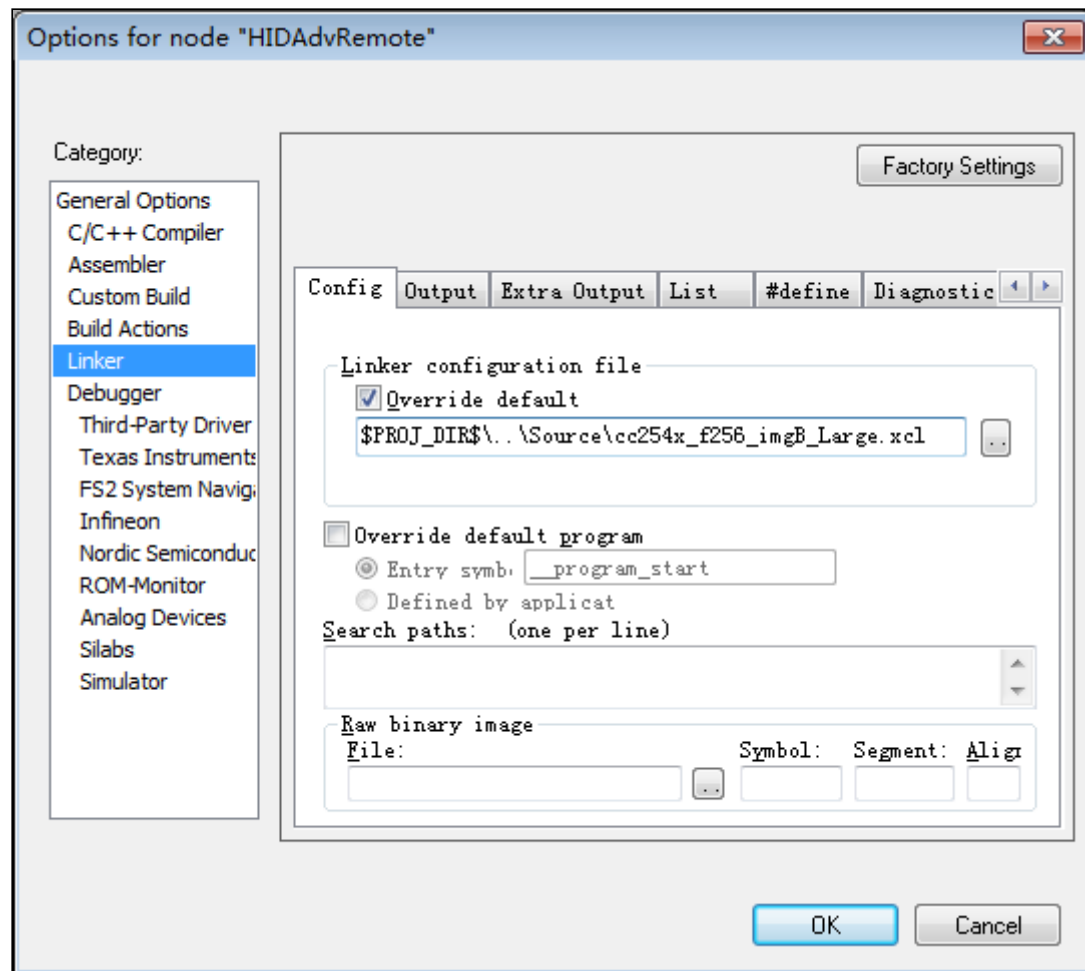 Options for node "HIDAdvRemote"
Category:
Factory Settings
General Options
C/C++ Compiler
Assembler
Custom Build
Build Actions
Linker
Debugger
Third-Party Driver
Texas Instruments
FS2 System Naviga
Infineon
Nordic Semiconduc
ROM-Monitor
Analog Devices
Silabs
Simulator
Config Output Extra Output List #define Diagnostic
Linker configuration file
Override default
$PROJ_DIR$\..\Source\cc254x_f256_imgB_Large.xcl
..
Override default program
Entry symb __program_start
Defined by applicat
Search paths: (one per line)
Raw binary image
File: Symbol: Segment: Align
..
OK Cancel